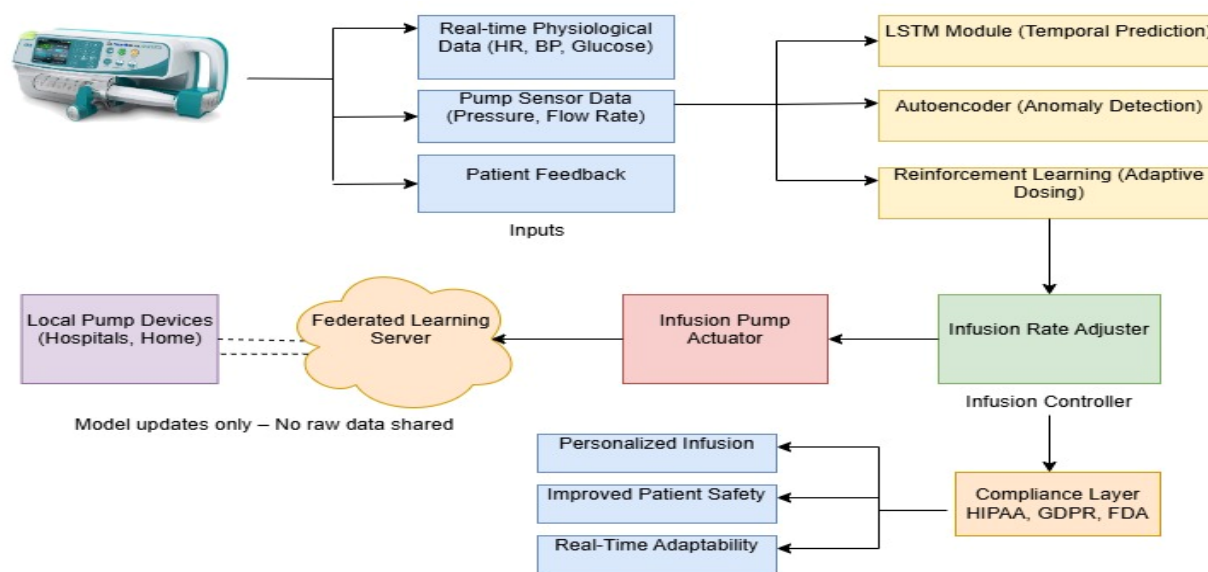 Real-time Physiological
Data (HR, BP, Glucose)
LSTM Module (Temporal Prediction)
Pump Sensor Data
(Pressure, Flow Rate)
Autoencoder (Anomaly Detection)
Patient Feedback
Reinforcement Learning (Adaptive
Dosing)
Inputs
Local Pump Devices
(Hospitals, Home)
Federated Learning
Server
Infusion Pump
Actuator
Infusion Rate Adjuster
Infusion Controller
Model updates only – No raw data shared
Personalized Infusion
Improved Patient Safety
Real-Time Adaptability
Compliance Layer
HIPAA, GDPR, FDA